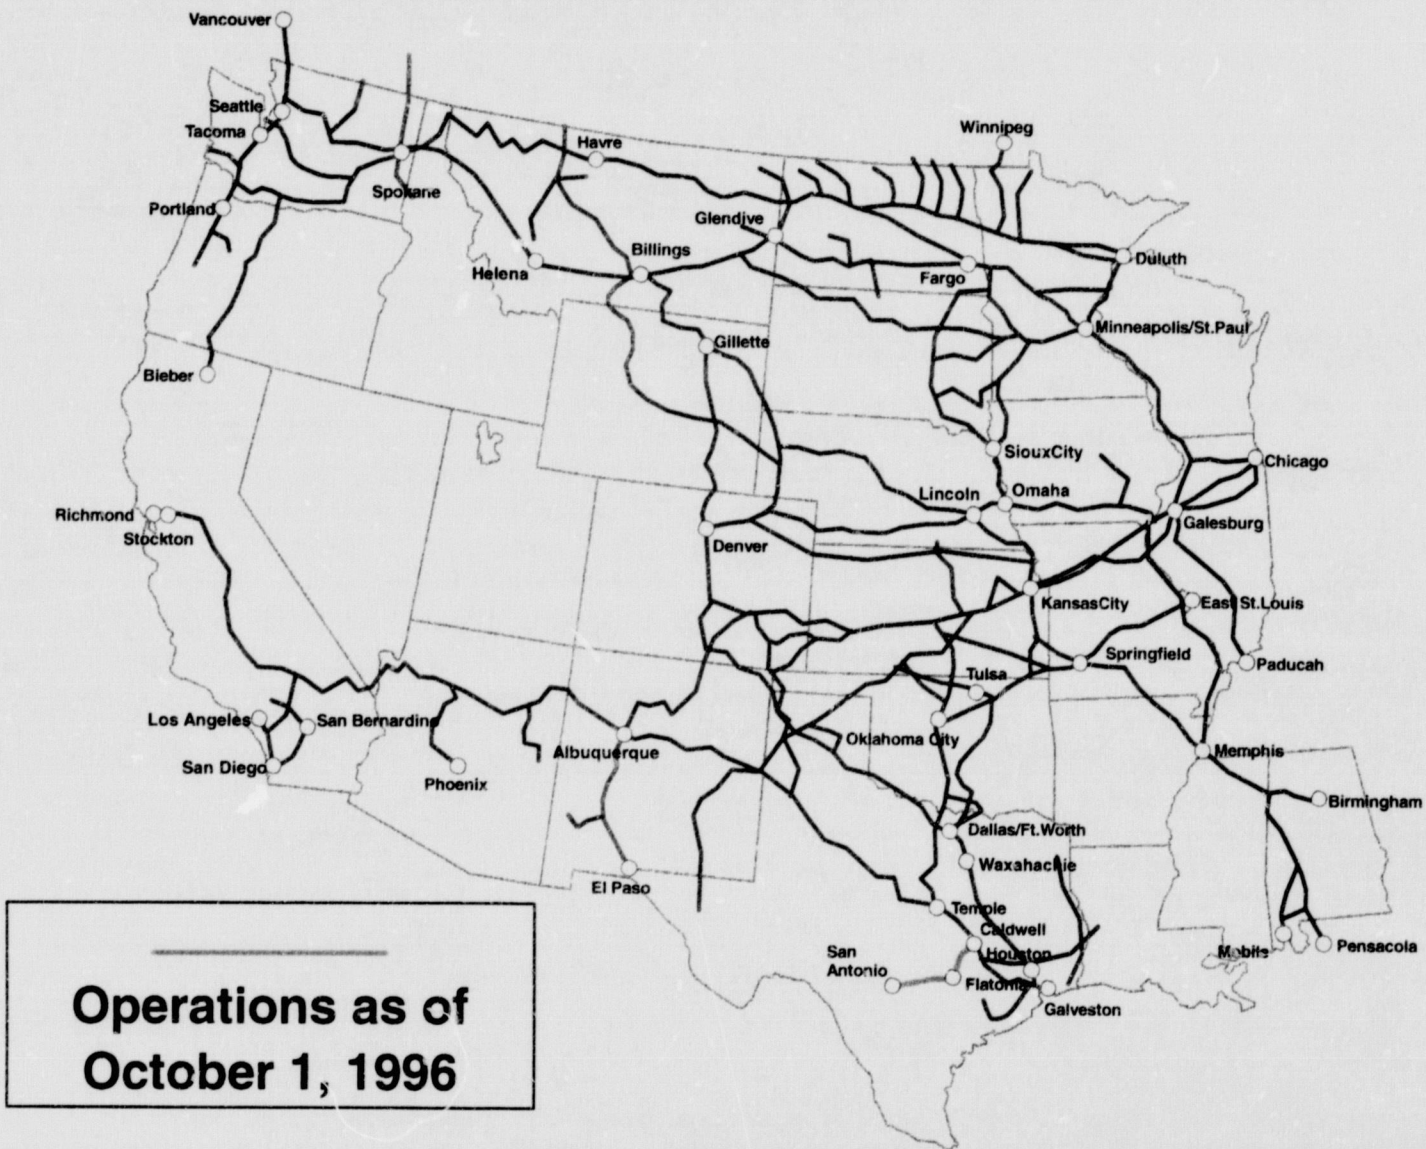 Vancouver
Seattle
Tacoma
Spokane
Portland
Havre
Winnipeg
Glendive
Billings
Helena
Fargo
Duluth
Minneapolis/St.Paul
Gillette
Bieber
SiouxCity
Chicago
Lincoln
Omaha
Galesburg
Richmond
Stockton
Denver
KansasCity
East St.Louis
Springfield
Paducah
Tulsa
Los Angeles
San Bernardino
Albuquerque
Oklahoma City
Memphis
San Diego
Phoenix
Birmingham
Dallas/Ft.Worth
Waxahachie
El Paso
Temple
Caldwell
Houston
San
Antonio
Flatonia
Galveston
Mobile
Pensacola
Operations as of
October 1, 1996